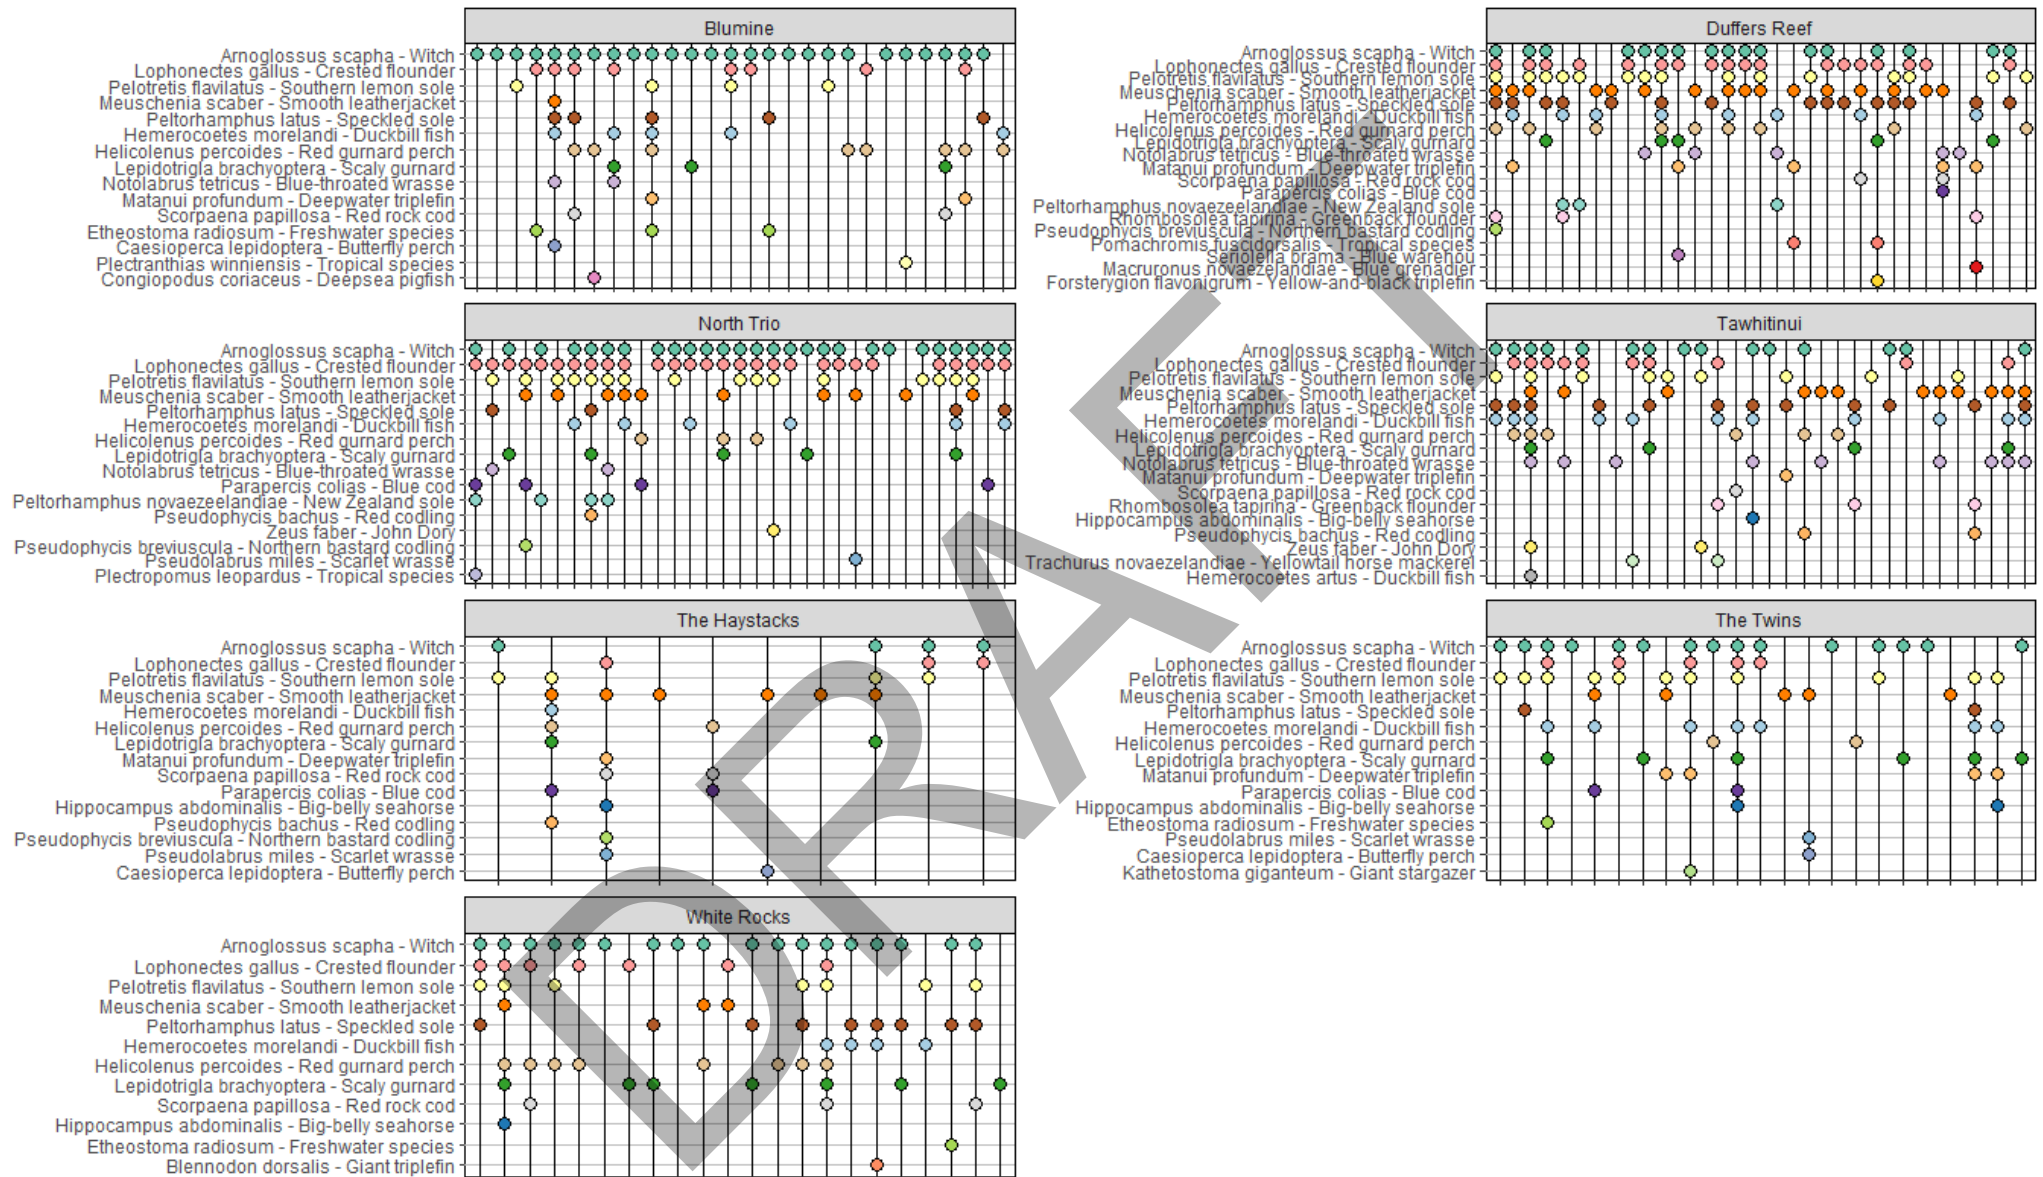 Blumine
Arnoglossus scapha - Witch
Lophonectes gallus - Crested flounder
Pelotretis flavilatus - Southern lemon sole
Meuschenia scaber - Smooth leatherjacket
Peltorhamphus latus - Speckled sole
Hemerocoetes morelandi - Duckbill fish
Helicolenus percoides - Red gurnard perch
Lepidotrigla brachyoptera - Scaly gurnard
Notolabrus tetricus - Blue-throated wrasse
Matanui profundum - Deepwater triplefin
Scorpaena papillosa - Red rock cod
Etheostoma radiosum - Freshwater species
Caesioperca lepidoptera - Butterfly perch
Plectranthias winniensis - Tropical species
Congiopodus coriaceus - Deepsea pigfish
Duffers Reef
Arnoglossus scapha - Witch
Lophonectes gallus - Crested flounder
Pelotretis flavilatus - Southern lemon sole
Meuschenia scaber - Smooth leatherjacket
Peltorhamphus latus - Speckled sole
Hemerocoetes morelandi - Duckbill fish
Helicolenus percoides - Red gurnard perch
Lepidotrigla brachyoptera - Scaly gurnard
Notolabrus tetricus - Blue-throated wrasse
Matanui profundum - Deepwater triplefin
Scorpaena papillosa - Red rock cod
Parapercis colias - Blue cod
Peltorhamphus novaezeelandiae - New Zealand sole
Rhombosolea tapirina - Greenback flounder
Pseudophycis breviuscula - Northern bastard codling
Pomachromis fuscidorsalis - Tropical species
Seriolella brama - Blue warehou
Macruronus novaezelandiae - Blue grenadier
Forsterygion flavonigrum - Yellow-and-black triplefin
North Trio
Arnoglossus scapha - Witch
Lophonectes gallus - Crested flounder
Pelotretis flavilatus - Southern lemon sole
Meuschenia scaber - Smooth leatherjacket
Peltorhamphus latus - Speckled sole
Hemerocoetes morelandi - Duckbill fish
Helicolenus percoides - Red gurnard perch
Lepidotrigla brachyoptera - Scaly gurnard
Notolabrus tetricus - Blue-throated wrasse
Parapercis colias - Blue cod
Peltorhamphus novaezeelandiae - New Zealand sole
Pseudophycis bachus - Red codling
Zeus faber - John Dory
Pseudophycis breviuscula - Northern bastard codling
Pseudolabrus miles - Scarlet wrasse
Plectropomus leopardus - Tropical species
Tawhitinui
Arnoglossus scapha - Witch
Lophonectes gallus - Crested flounder
Pelotretis flavilatus - Southern lemon sole
Meuschenia scaber - Smooth leatherjacket
Peltorhamphus latus - Speckled sole
Hemerocoetes morelandi - Duckbill fish
Helicolenus percoides - Red gurnard perch
Lepidotrigla brachyoptera - Scaly gurnard
Notolabrus tetricus - Blue-throated wrasse
Matanui profundum - Deepwater triplefin
Scorpaena papillosa - Red rock cod
Rhombosolea tapirina - Greenback flounder
Hippocampus abdominalis - Big-belly seahorse
Pseudophycis bachus - Red codling
Zeus faber - John Dory
Trachurus novaezelandiae - Yellowtail horse mackerel
Hemerocoetes artus - Duckbill fish
The Haystacks
Arnoglossus scapha - Witch
Lophonectes gallus - Crested flounder
Pelotretis flavilatus - Southern lemon sole
Meuschenia scaber - Smooth leatherjacket
Hemerocoetes morelandi - Duckbill fish
Helicolenus percoides - Red gurnard perch
Lepidotrigla brachyoptera - Scaly gurnard
Matanui profundum - Deepwater triplefin
Scorpaena papillosa - Red rock cod
Parapercis colias - Blue cod
Hippocampus abdominalis - Big-belly seahorse
Pseudophycis bachus - Red codling
Pseudophycis breviuscula - Northern bastard codling
Pseudolabrus miles - Scarlet wrasse
Caesioperca lepidoptera - Butterfly perch
The Twins
Arnoglossus scapha - Witch
Lophonectes gallus - Crested flounder
Pelotretis flavilatus - Southern lemon sole
Meuschenia scaber - Smooth leatherjacket
Peltorhamphus latus - Speckled sole
Hemerocoetes morelandi - Duckbill fish
Helicolenus percoides - Red gurnard perch
Lepidotrigla brachyoptera - Scaly gurnard
Matanui profundum - Deepwater triplefin
Parapercis colias - Blue cod
Hippocampus abdominalis - Big-belly seahorse
Etheostoma radiosum - Freshwater species
Pseudolabrus miles - Scarlet wrasse
Caesioperca lepidoptera - Butterfly perch
Kathetostoma giganteum - Giant stargazer
White Rocks
Arnoglossus scapha - Witch
Lophonectes gallus - Crested flounder
Pelotretis flavilatus - Southern lemon sole
Meuschenia scaber - Smooth leatherjacket
Peltorhamphus latus - Speckled sole
Hemerocoetes morelandi - Duckbill fish
Helicolenus percoides - Red gurnard perch
Lepidotrigla brachyoptera - Scaly gurnard
Scorpaena papillosa - Red rock cod
Hippocampus abdominalis - Big-belly seahorse
Etheostoma radiosum - Freshwater species
Blennodon dorsalis - Giant triplefin
DRAFT